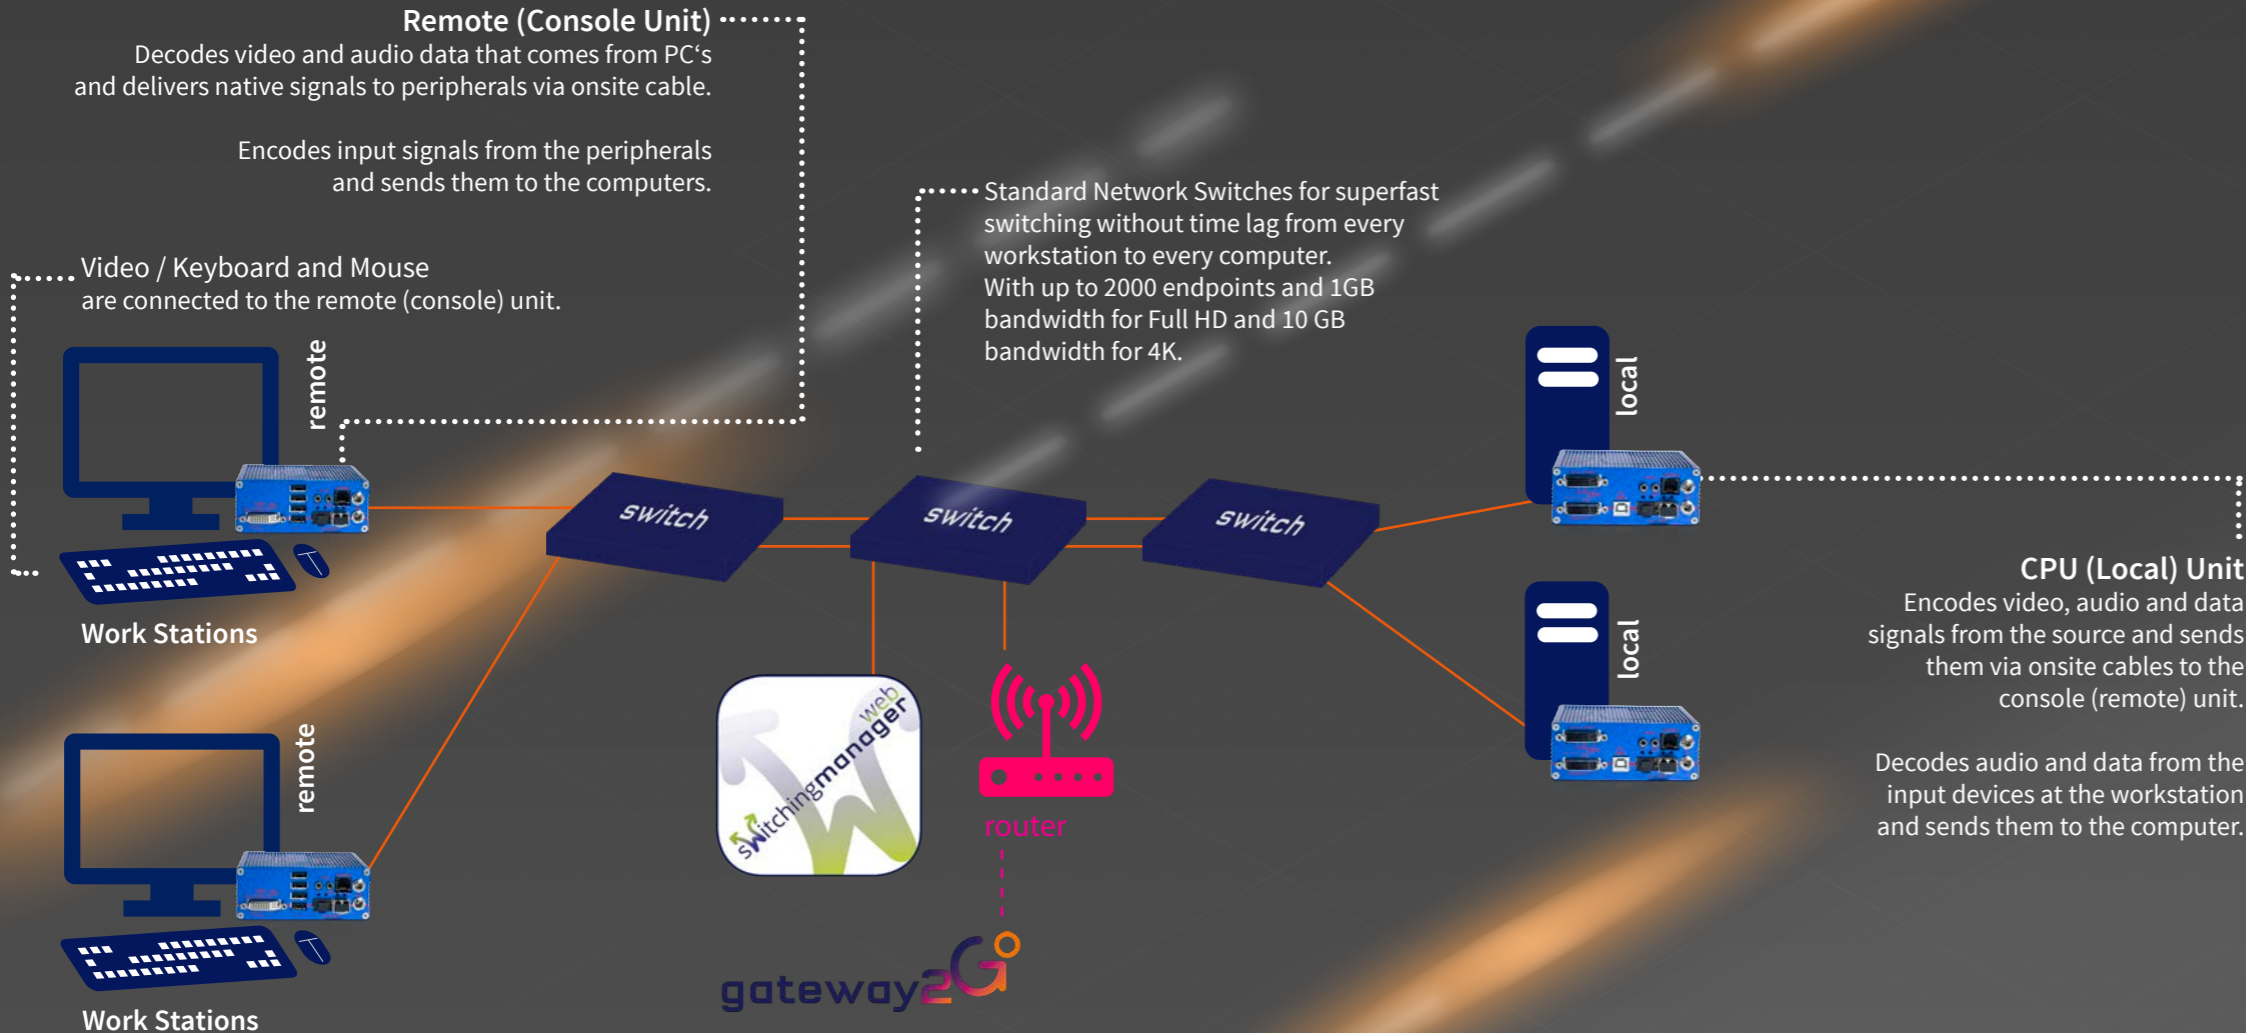 Remote (Console Unit)
Decodes video and audio data that comes from PC‘s
and delivers native signals to peripherals via onsite cable.
Encodes input signals from the peripherals
and sends them to the computers.
Standard Network Switches for superfast
switching without time lag from every
workstation to every computer.
With up to 2000 endpoints and 1GB
bandwidth for Full HD and 10 GB
bandwidth for 4K.
Video / Keyboard and Mouse
are connected to the remote (console) unit.
remote
local
switch
switch
switch
Work Stations
CPU (Local) Unit
Encodes video, audio and data
signals from the source and sends
them via onsite cables to the
console (remote) unit.
Decodes audio and data from the
input devices at the workstation
and sends them to the computer.
local
remote
switchingmanager
web
router
gateway2Go
Work Stations